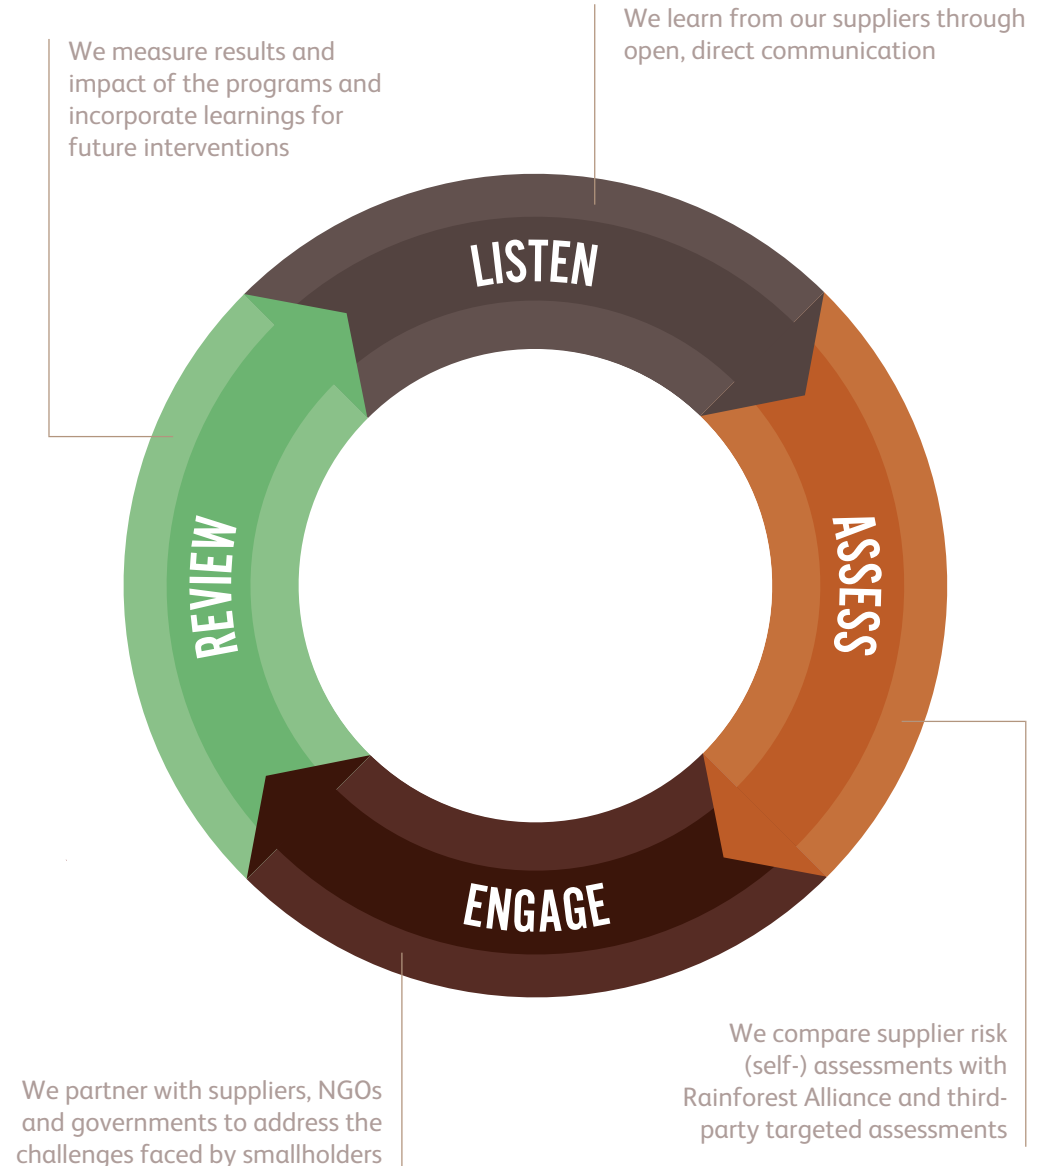 We measure results and
impact of the programs and
incorporate learnings for
future interventions
We learn from our suppliers through
open, direct communication
LISTEN
ASSESS
ENGAGE
REVIEW
We compare supplier risk
(self-) assessments with
Rainforest Alliance and third-
party targeted assessments
We partner with suppliers, NGOs
and governments to address the
challenges faced by smallholders